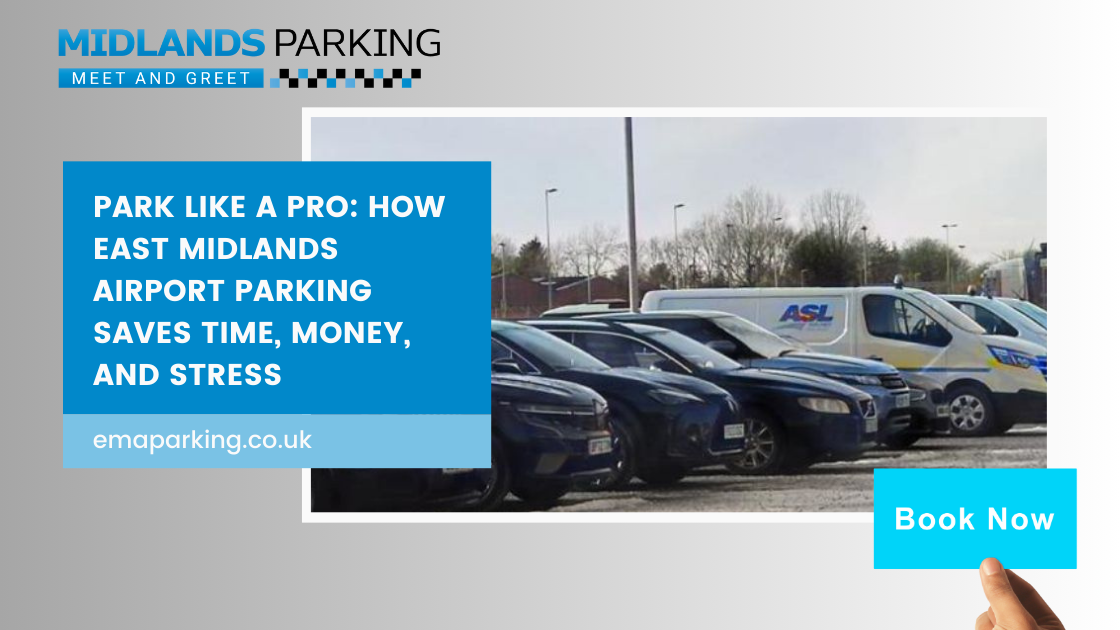 MIDLANDS PARKING
MEET AND GREET
PARK LIKE A PRO: HOW
EAST MIDLANDS
AIRPORT PARKING
SAVES TIME, MONEY,
AND STRESS
emaparking.co.uk
ASL
Book Now